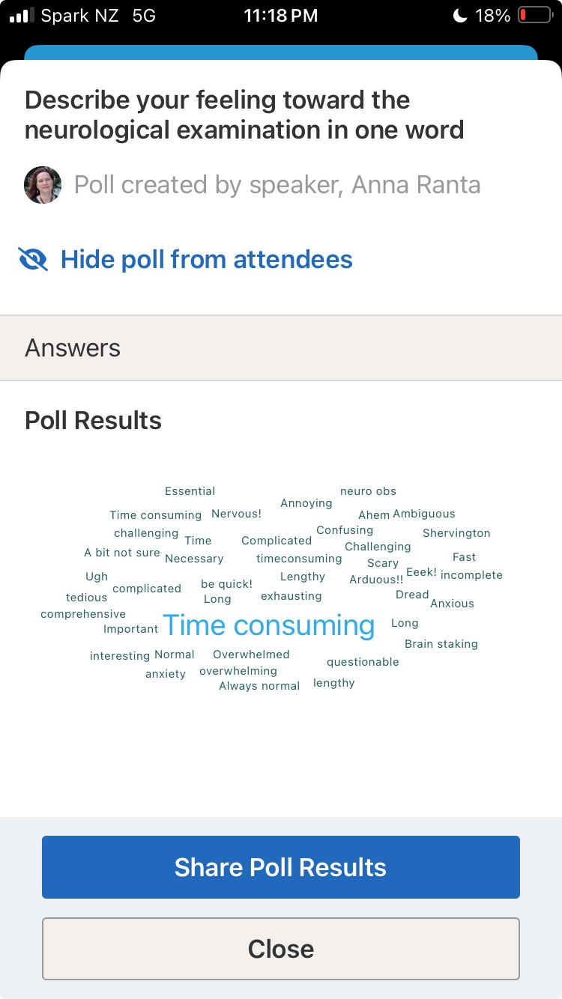 Spark NZ 5G 11:18 PM 18%
Describe your feeling toward the
neurological examination in one word
Poll created by speaker, Anna Ranta
Hide poll from attendees
Answers
Poll Results
Essential
neuro obs
Annoying
Time consuming
Nervous!
Ahem
Ambiguous
challenging
Time
Complicated
Confusing
Shervington
A bit not sure
Necessary
timeconsuming
Challenging
Scary
Fast
Ugh
complicated
be quick!
Lengthy
Arduous!!
Eeek!
incomplete
tedious
Long
exhausting
Dread
Anxious
comprehensive
Important
Time consuming
Long
Brain staking
interesting
Normal
Overwhelmed
questionable
anxiety
overwhelming
Always normal
lengthy
Share Poll Results
Close